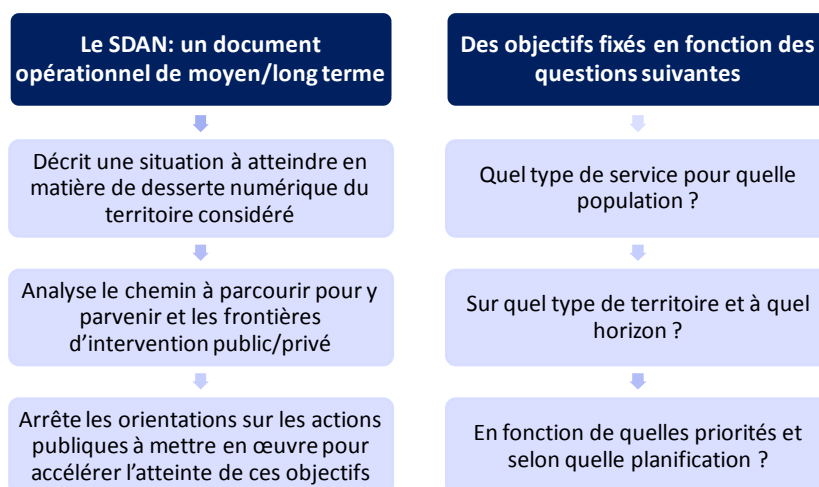 Le SDAN: un document
opérationnel de moyen/long terme
Décrit une situation à atteindre en
matière de desserte numérique du
territoire considéré
Analyse le chemin à parcourir pour y
parvenir et les frontières
d’intervention public/privé
Arrête les orientations sur les actions
publiques à mettre en œuvre pour
accélérer l’atteinte de ces objectifs
Des objectifs fixés en fonction des
questions suivantes
Quel type de service pour quelle
population ?
Sur quel type de territoire et à quel
horizon ?
En fonction de quelles priorités et
selon quelle planification ?